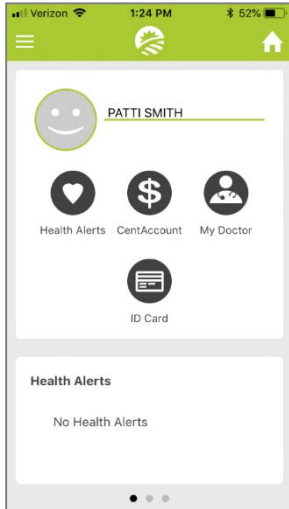 Verizon 1:24 PM 52%
PATTI SMITH
Health Alerts CentAccount My Doctor
ID Card
Health Alerts
No Health Alerts